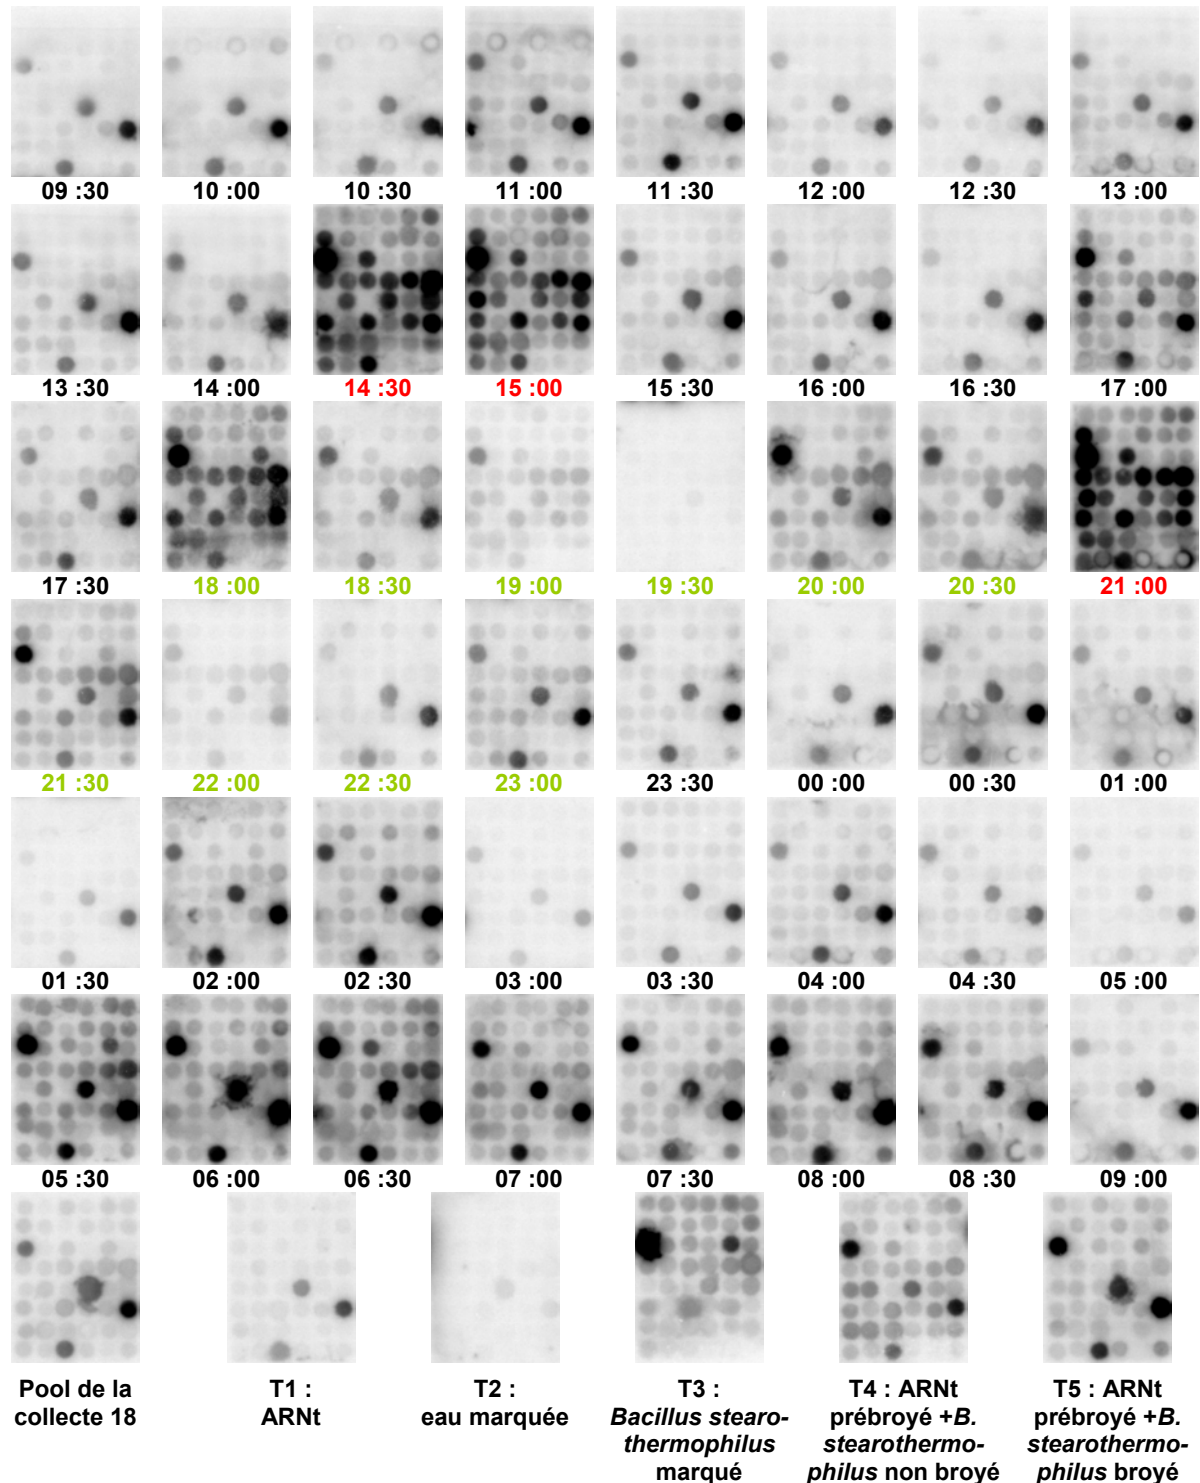 09 :30 10 :00 10 :30 11 :00 11 :30 12 :00 12 :30 13 :00
13 :30 14 :00 14 :30 15 :00 15 :30 16 :00 16 :30 17 :00
17 :30 18 :00 18 :30 19 :00 19 :30 20 :00 20 :30 21 :00
21 :30 22 :00 22 :30 23 :00 23 :30 00 :00 00 :30 01 :00
01 :30 02 :00 02 :30 03 :00 03 :30 04 :00 04 :30 05 :00
05 :30 06 :00 06 :30 07 :00 07 :30 08 :00 08 :30 09 :00
Pool de la
collecte 18
T1 :
ARNt
T2 :
eau marquée
T3 :
Bacillus stearo-
thermophilus
marqué
T4 : ARNt
prébroyé +B.
stearothermo-
philus non broyé
T5 : ARNt
prébroyé +B.
stearothermo-
philus broyé